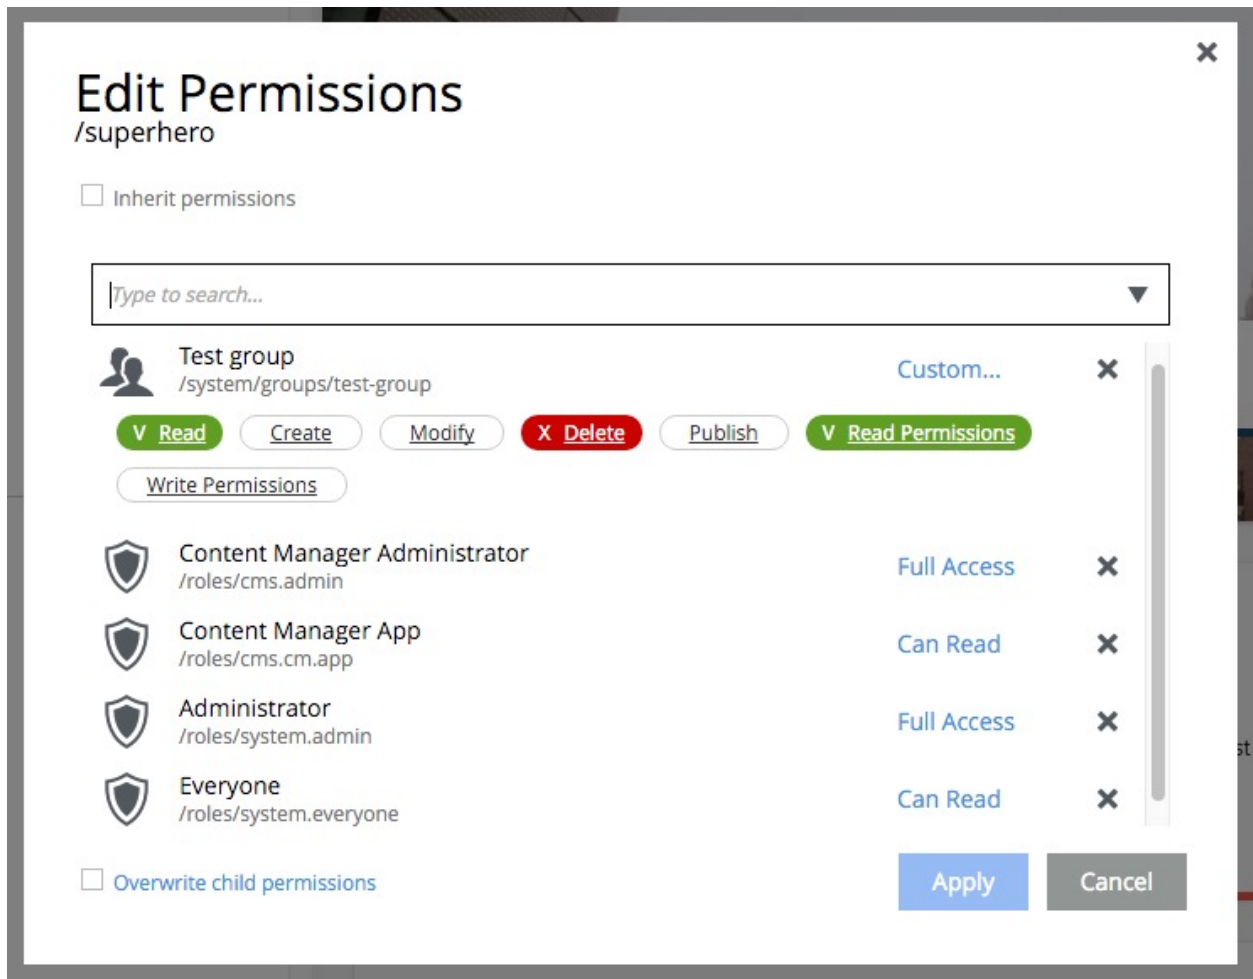 Edit Permissions
/superhero
Inherit permissions
Type to search...
Test group
/system/groups/test-group
Custom...
V Read Create Modify X Delete Publish V Read Permissions
Write Permissions
Content Manager Administrator
/roles/cms.admin
Full Access
Content Manager App
/roles/cms.cm.app
Can Read
Administrator
/roles/system.admin
Full Access
Everyone
/roles/system.everyone
Can Read
Overwrite child permissions
Apply Cancel
st